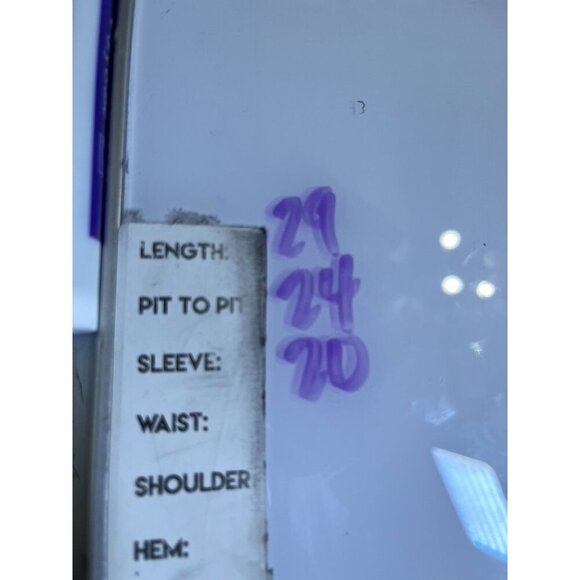 LENGTH: 29
PIT TO PIT 24
SLEEVE: 20
WAIST:
SHOULDER
HEM: